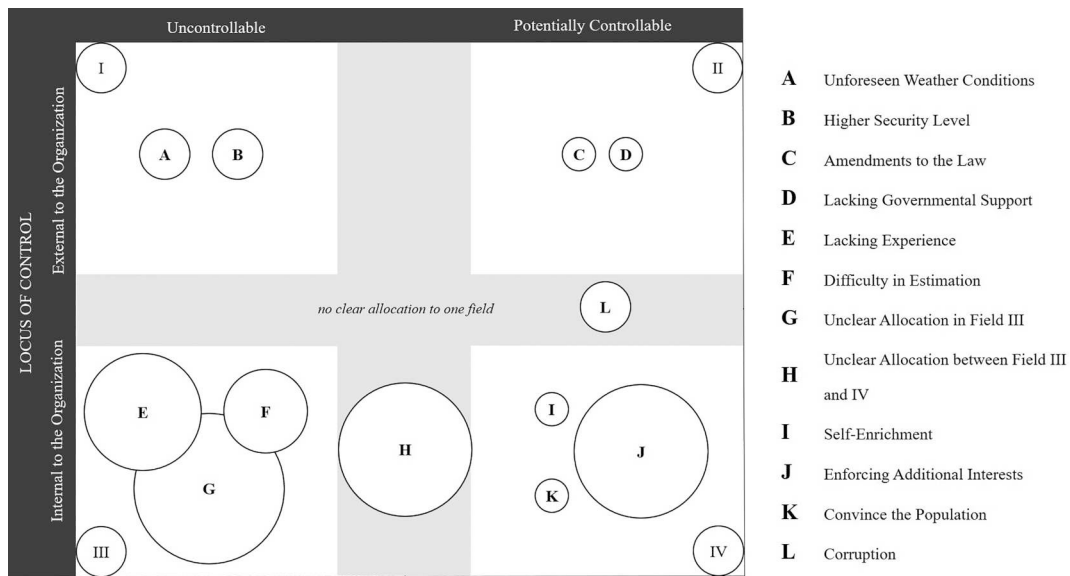 Uncontrollable
Potentially Controllable
LOCUS OF CONTROL
External to the Organization
Internal to the Organization
I
II
A
B
C
D
no clear allocation to one field
L
E
F
G
H
I
J
K
III
IV
A Unforeseen Weather Conditions
B Higher Security Level
C Amendments to the Law
D Lacking Governmental Support
E Lacking Experience
F Difficulty in Estimation
G Unclear Allocation in Field III
H Unclear Allocation between Field III
and IV
I Self-Enrichment
J Enforcing Additional Interests
K Convince the Population
L Corruption